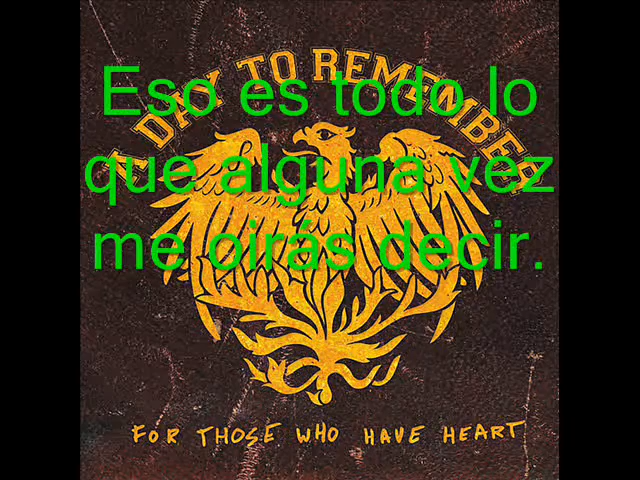 A DAY TO REMEMBER
Eso es todo lo
que alguna vez
me oirás decir.
FOR THOSE WHO HAVE HEART